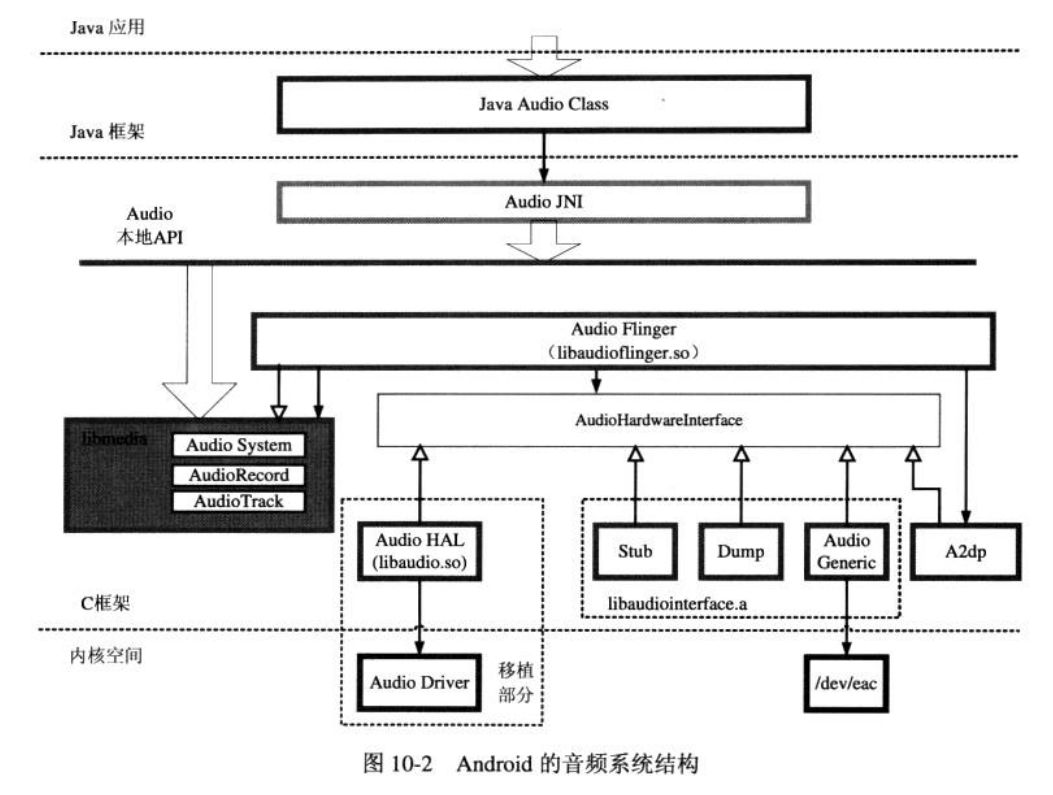 Java 应用
Java Audio Class
Java 框架
Audio JNI
Audio
本地API
Audio Flinger
（libaudioflinger.so）
AudioHardwareInterface
libmedia
Audio System
AudioRecord
AudioTrack
Audio HAL
(libaudio.so)
Stub
Dump
Audio
Generic
A2dp
libaudiointerface.a
C框架
内核空间
Audio Driver
移植
部分
/dev/eac
图 10-2 Android 的音频系统结构